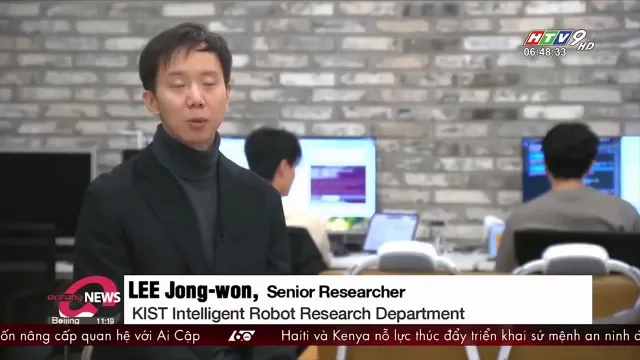 HTV9 HD
06:48:33
LEE Jong-won, Senior Researcher
arirang NEWS
KIST Intelligent Robot Research Department
Beijing 11:19
ốn nâng cấp quan hệ với Ai Cập 60 Haiti và Kenya nỗ lực thúc đẩy triển khai sứ mệnh an ninh đ